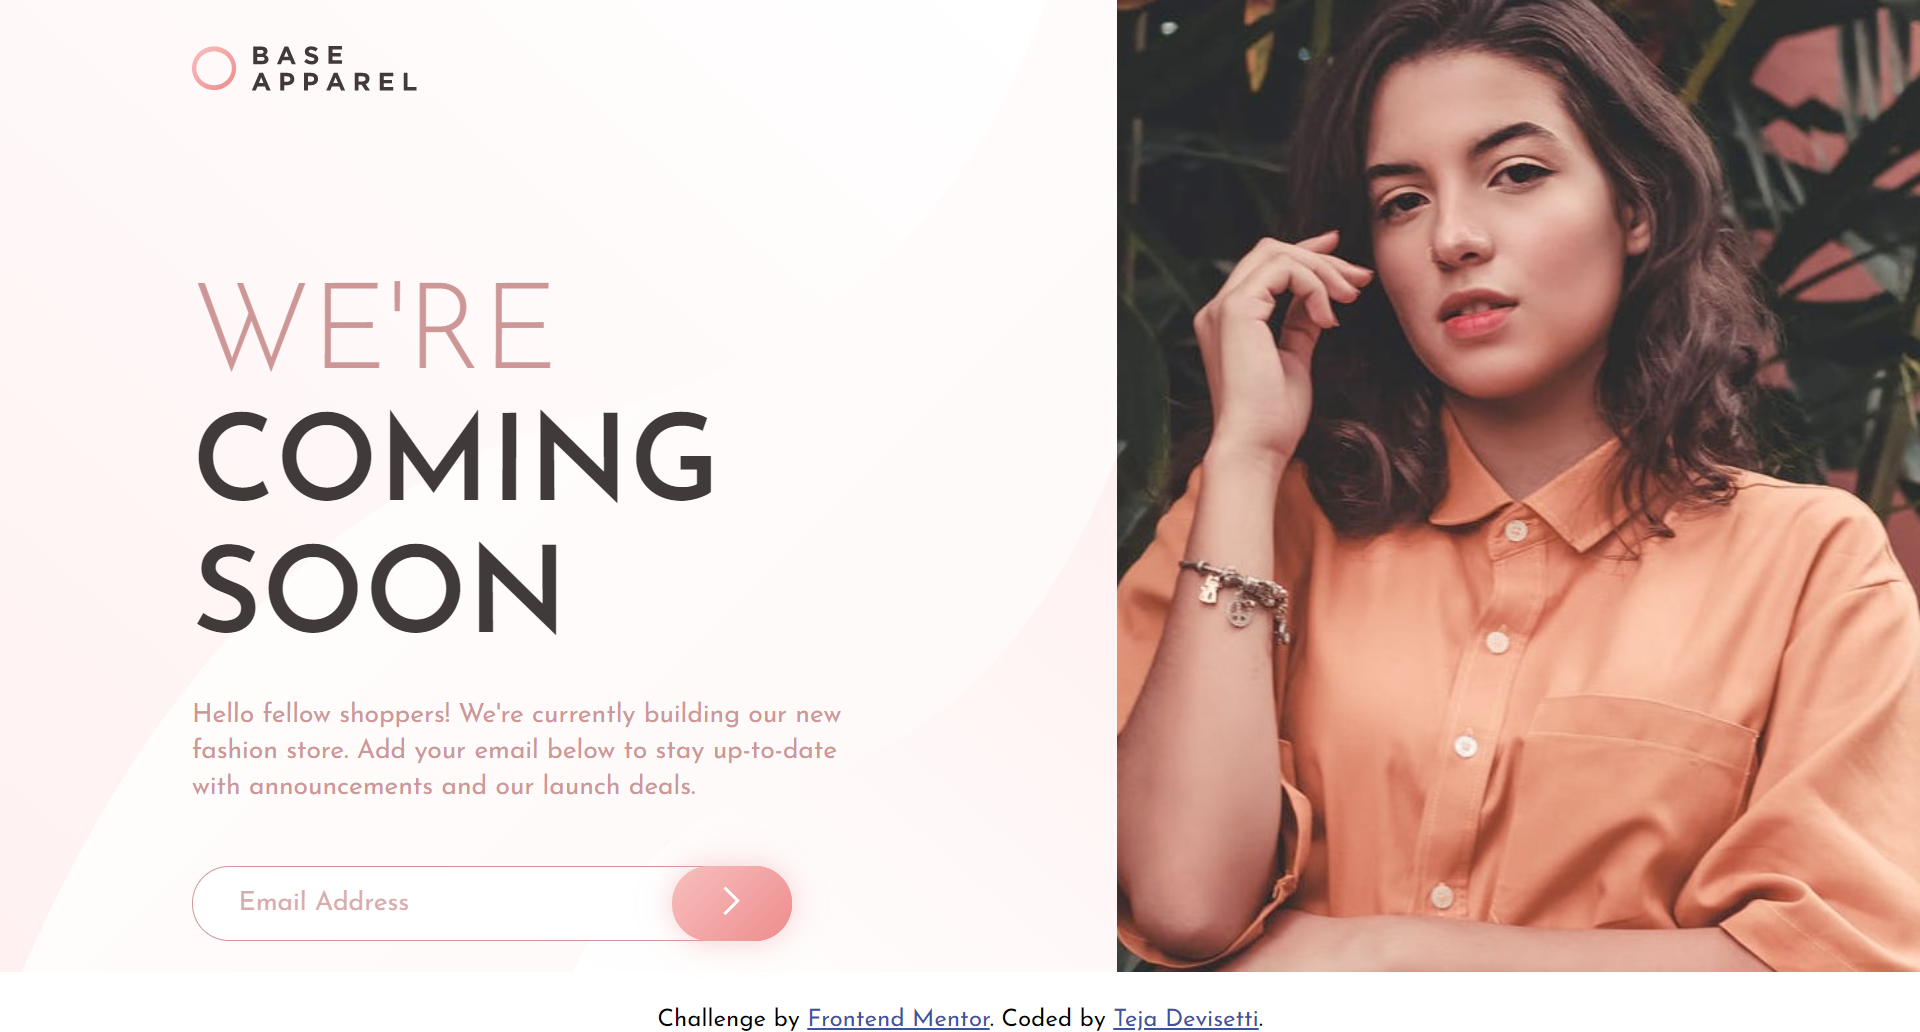 BASE
APPAREL
WE'RE
COMING
SOON
Hello fellow shoppers! We're currently building our new
fashion store. Add your email below to stay up-to-date
with announcements and our launch deals.
Email Address
Challenge by Frontend Mentor. Coded by Teja Devisetti.